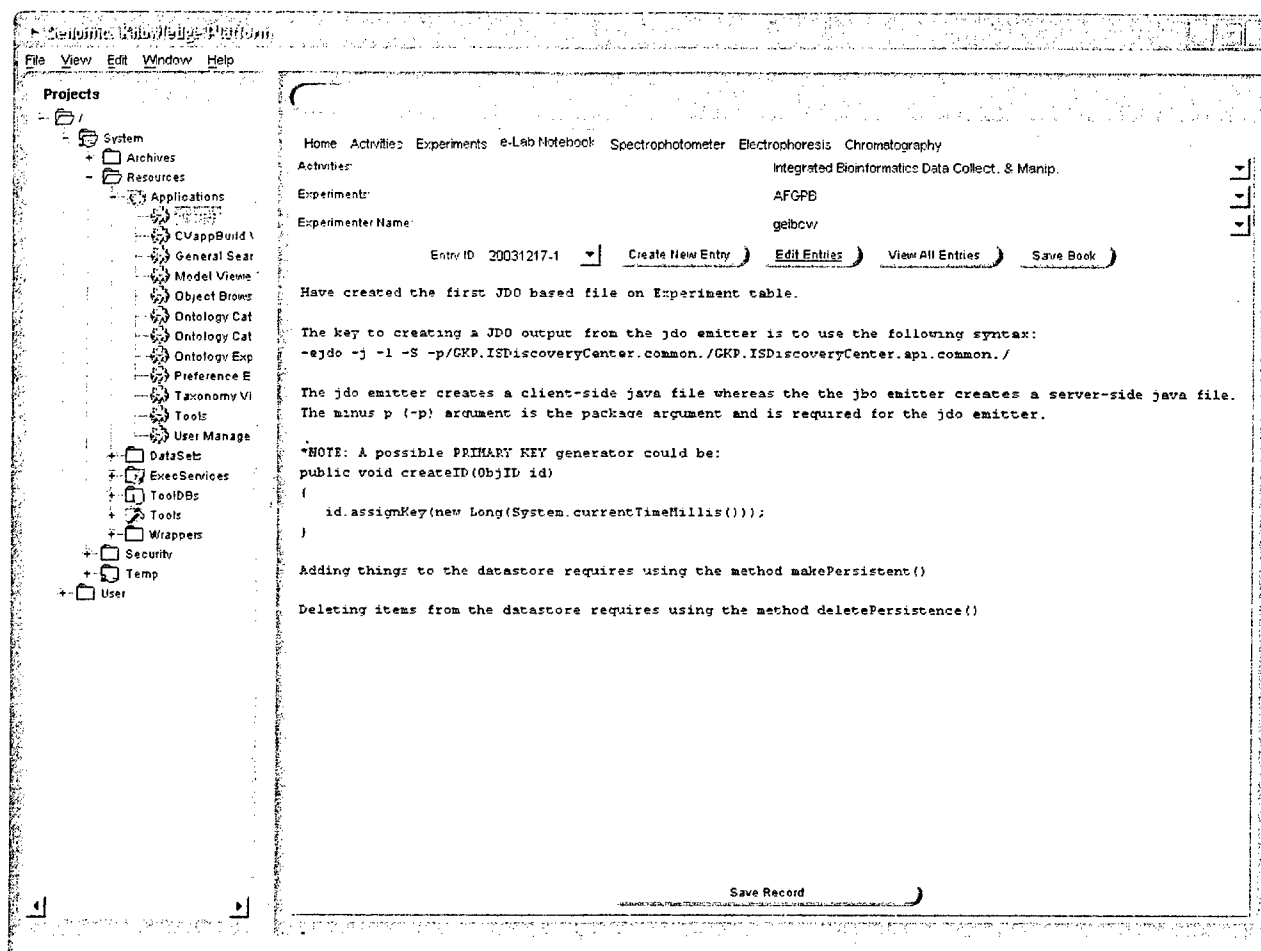 Genomic Knowledge Platform
File View Edit Window Help
Projects
/
System
Archives
Resources
Applications
CVappBuild V
General Sear
Model Viewe
Object Brows
Ontology Cat
Ontology Cat
Ontology Exp
Preference E
Taxonomy Vi
Tools
User Manage
DataSets
ExecServices
ToolDBs
Tools
Wrappers
Security
Temp
User
Home Activities Experiments e-Lab Notebook Spectrophotometer Electrophoresis Chromatography
Activities: Integrated Bioinformatics Data Collect. & Manip.
Experiments: AFGPB
Experimenter Name: geibcw
Entry ID 20031217-1 Create New Entry Edit Entries View All Entries Save Book
Have created the first JDO based file on Experiment table.
The key to creating a JDO output from the jdo emitter is to use the following syntax:
-ejdo -j -l -S -p/GKP.ISDiscoveryCenter.common./GKP.ISDiscoveryCenter.api.common./
The jdo emitter creates a client-side java file whereas the the jbo emitter creates a server-side java file.
The minus p (-p) argument is the package argument and is required for the jdo emitter.
*NOTE: A possible PRIMARY KEY generator could be:
public void createID(ObjID id)
{
id.assignKey(new Long(System.currentTimeMillis()));
}
Adding things to the datastore requires using the method makePersistent()
Deleting items from the datastore requires using the method deletePersistence()
Save Record